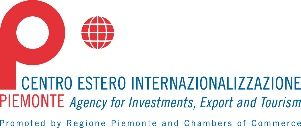 CENTRO ESTERO INTERNAZIONALIZZAZIONE
PIEMONTE Agency for Investments, Export and Tourism
Promoted by Regione Piemonte and Chambers of Commerce